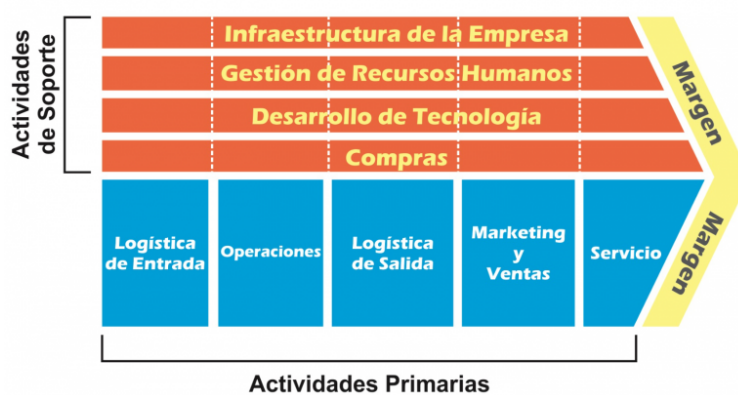 Actividades
de Soporte
Infraestructura de la Empresa
Gestión de Recursos Humanos
Desarrollo de Tecnología
Compras
Margen
Margen
Logística
de Entrada
Operaciones
Logística
de Salida
Marketing
y
Ventas
Servicio
Actividades Primarias